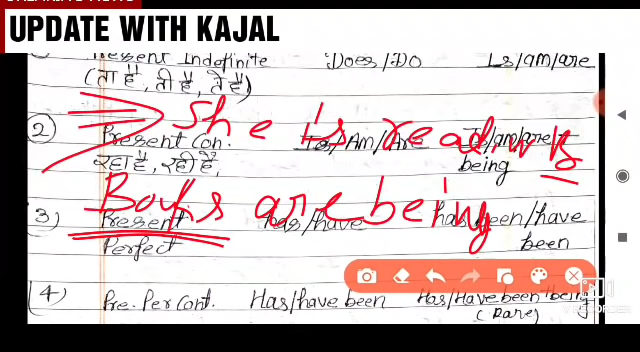 BREAKING NEWS
UPDATE WITH KAJAL
Present Indefinite Does/Do Is/am/are
(ता है, ती है, ते हैं)
She is reading B
2) Present Con. Is/Am/Are Is/am/are
रहा है, रही है, being
Books are being
3) Present has/have has been/have
Perfect been
4) Pre. Per Cont. Has/have been Has/Have been + being
(Rare)